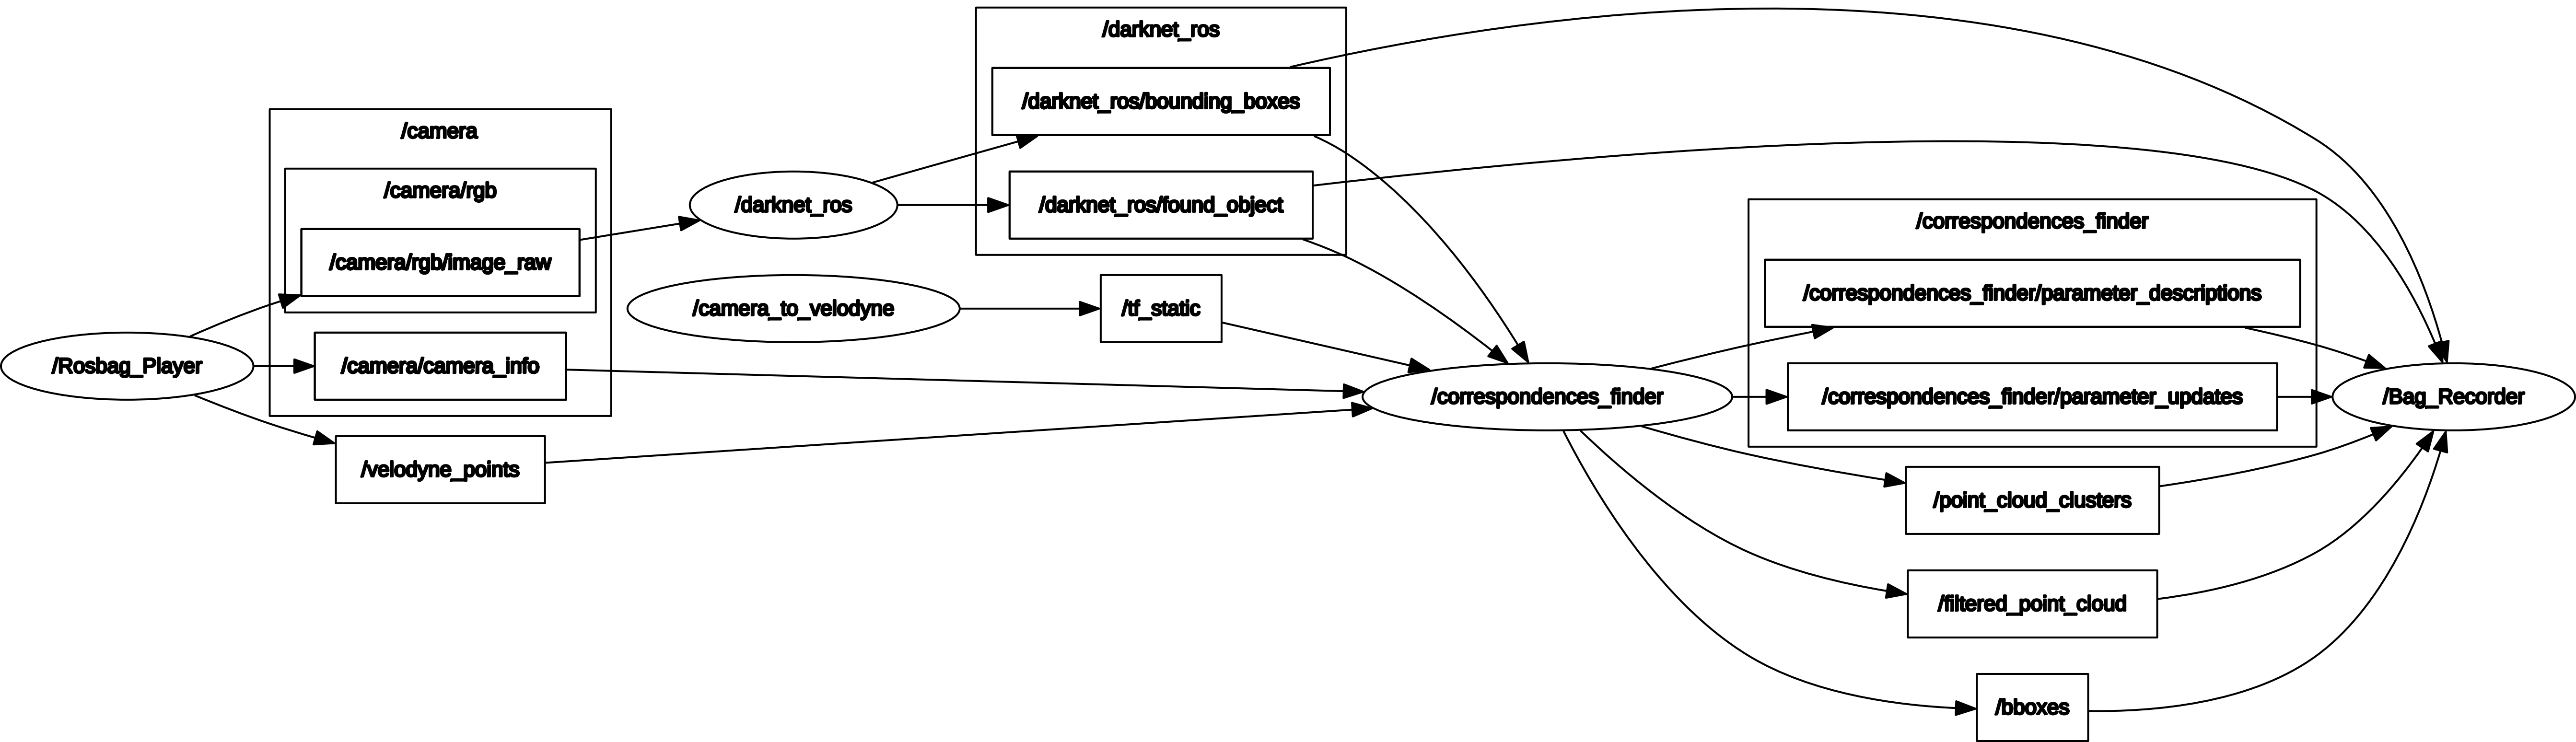 /Rosbag_Player
/camera
/camera/rgb
/camera/rgb/image_raw
/camera/camera_info
/velodyne_points
/darknet_ros
/camera_to_velodyne
/darknet_ros
/darknet_ros/bounding_boxes
/darknet_ros/found_object
/tf_static
/correspondences_finder
/correspondences_finder
/correspondences_finder/parameter_descriptions
/correspondences_finder/parameter_updates
/point_cloud_clusters
/filtered_point_cloud
/bboxes
/Bag_Recorder